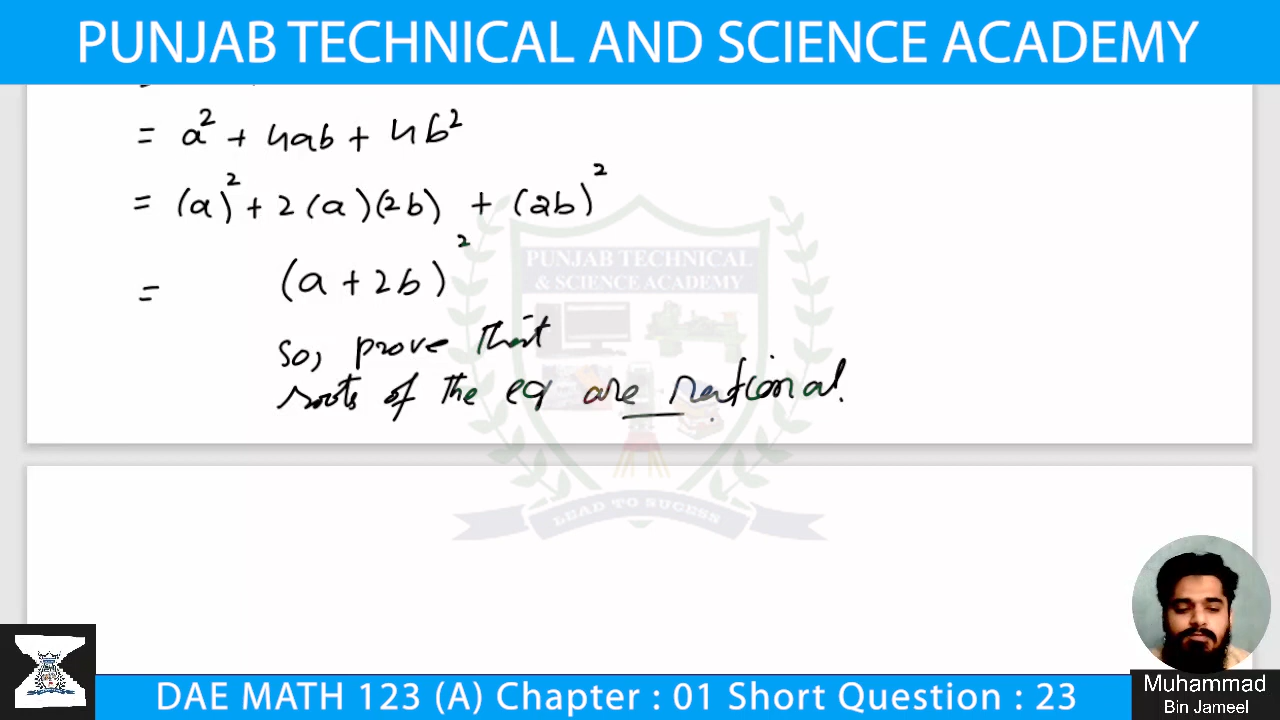 PUNJAB TECHNICAL AND SCIENCE ACADEMY
= a² + 4ab + 4b²
= (a)² + 2(a)(2b) + (2b)²
= (a + 2b)²
so, prove that
roots of the eq are rational.
PUNJAB TECHNICAL
& SCIENCE ACADEMY
LEAD TO SUCESS
DAE MATH 123 (A) Chapter : 01 Short Question : 23
Muhammad
Bin Jameel